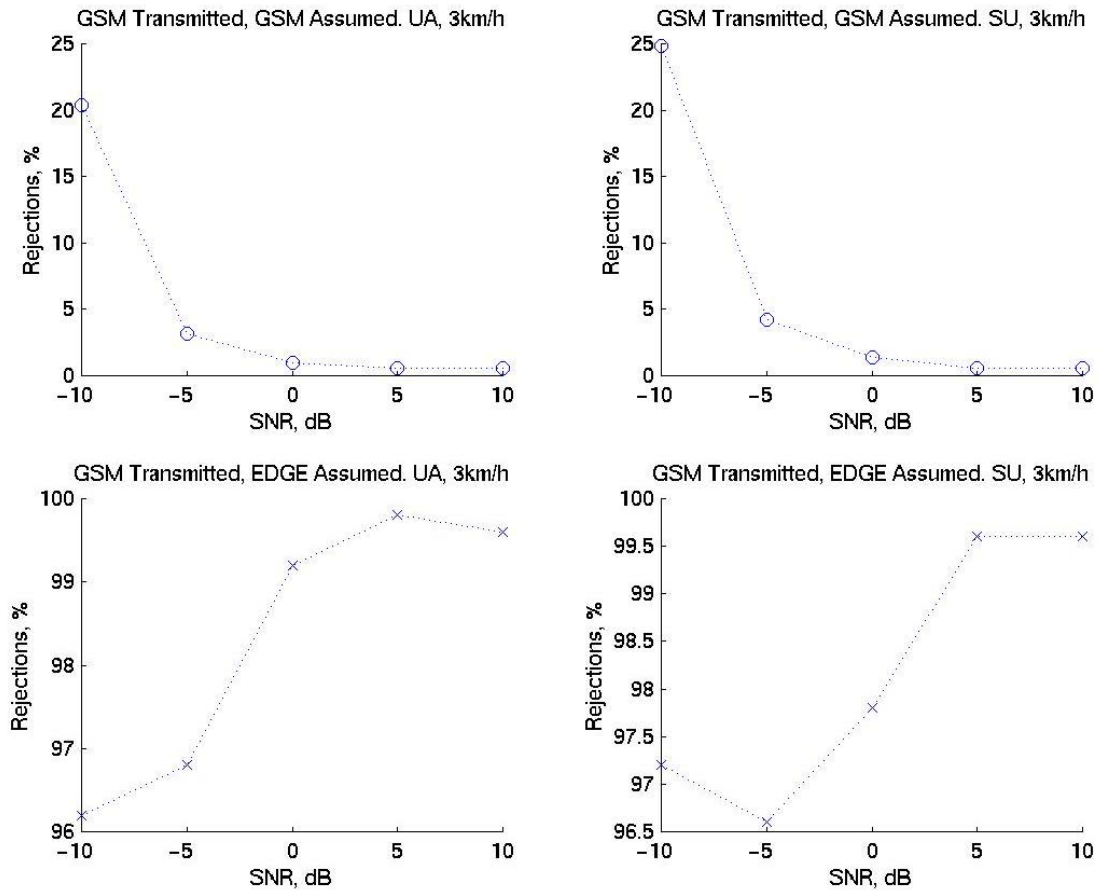 GSM Transmitted, GSM Assumed. UA, 3km/h
25
20
15
10
5
0
Rejections, %
−10 −5 0 5 10
SNR, dB
GSM Transmitted, GSM Assumed. SU, 3km/h
25
20
15
10
5
0
Rejections, %
−10 −5 0 5 10
SNR, dB
GSM Transmitted, EDGE Assumed. UA, 3km/h
100
99
98
97
96
Rejections, %
−10 −5 0 5 10
SNR, dB
GSM Transmitted, EDGE Assumed. SU, 3km/h
100
99.5
99
98.5
98
97.5
97
96.5
Rejections, %
−10 −5 0 5 10
SNR, dB